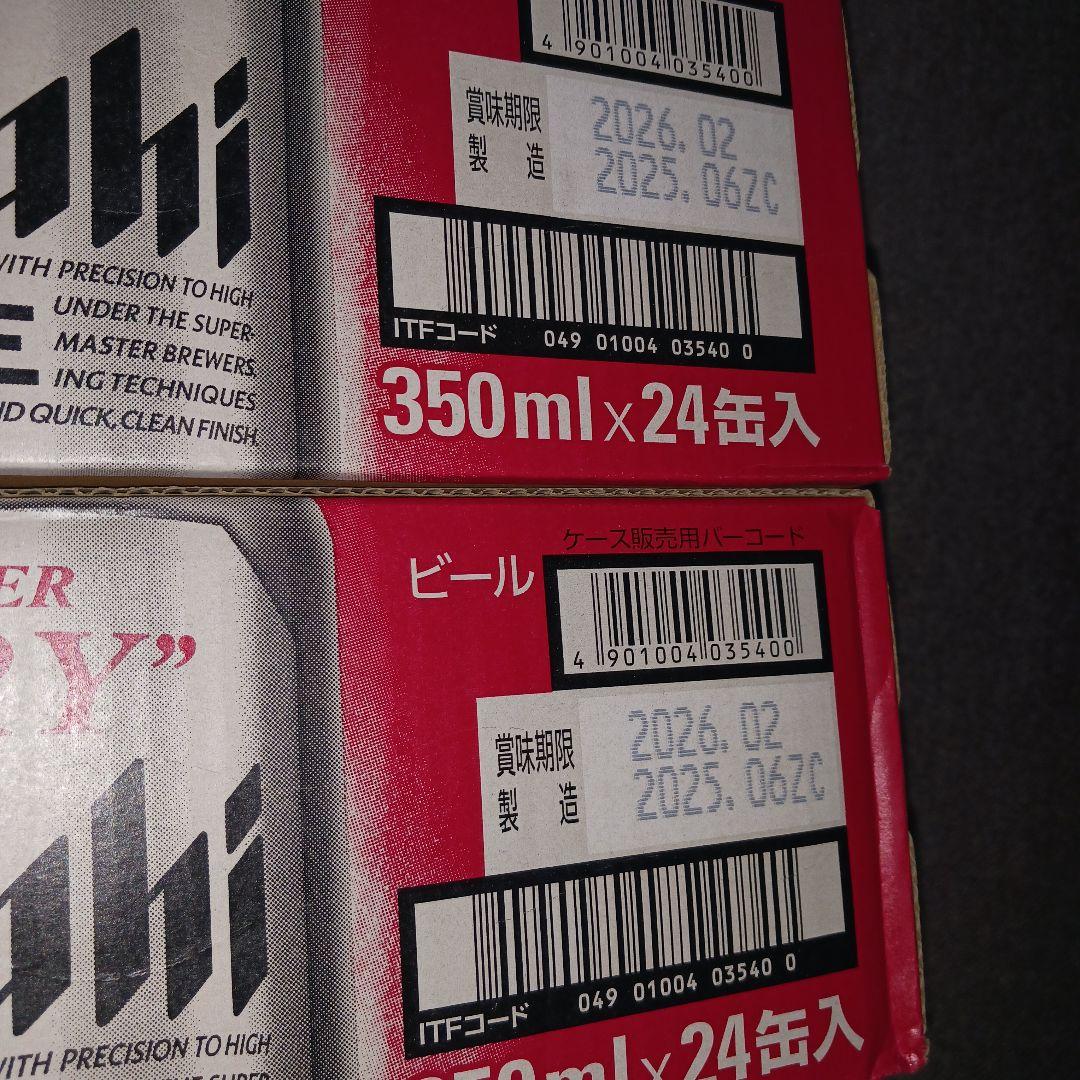 4 901004 035400
賞味期限 2026.02
製造 2025.06ZC
ahi
WITH PRECISION TO HIGH
UNDER THE SUPER-
MASTER BREWERS.
ING TECHNIQUES
ND QUICK, CLEAN FINISH.
E
ITFコード 049 01004 03540 0
350ml×24缶入
ケース販売用バーコード
ビール
4 901004 035400
ER
RY”
賞味期限 2026.02
製造 2025.06ZC
ahi
WITH PRECISION TO HIGH
ITFコード 049 01004 03540 0
350ml×24缶入